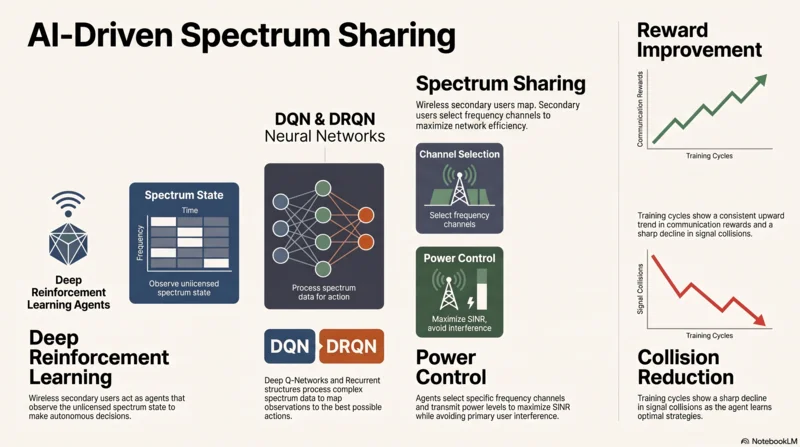 AI-Driven Spectrum Sharing
Deep
Reinforcement
Learning Agents
Spectrum State
Time
Frequency
Observe unlicensed
spectrum state
Deep
Reinforcement
Learning
Wireless secondary users act as agents that
observe the unlicensed spectrum state to
make autonomous decisions.
DQN & DRQN
Neural Networks
Process spectrum
data for action
DQN
DRQN
Deep Q-Networks and Recurrent
structures process complex
spectrum data to map
observations to the best possible
actions.
Spectrum Sharing
Wireless secondary users map. Secondary
users select frequency channels to
maximize network efficiency.
Channel Selection
Select frequency
channels
Power Control
Maximize SINR,
avoid interference
Power
Control
Agents select specific frequency channels
and transmit power levels to maximize SINR
while avoiding primary user interference.
Reward
Improvement
Communication Rewards
Training Cycles
Training cycles show a consistent upward
trend in communication rewards and a
sharp decline in signal collisions.
Signal Collisions
Training Cycles
Collision
Reduction
Training cycles show a sharp decline
in signal collisions as the agent learns
optimal strategies.
NotebookLM